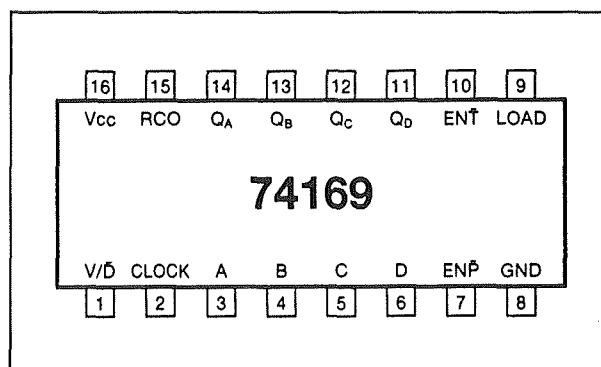 16 15 14 13 12 11 10 9
Vcc RCO QA QB QC QD ENT̄ LOAD
74169
V/D̄ CLOCK A B C D ENP̄ GND
1 2 3 4 5 6 7 8